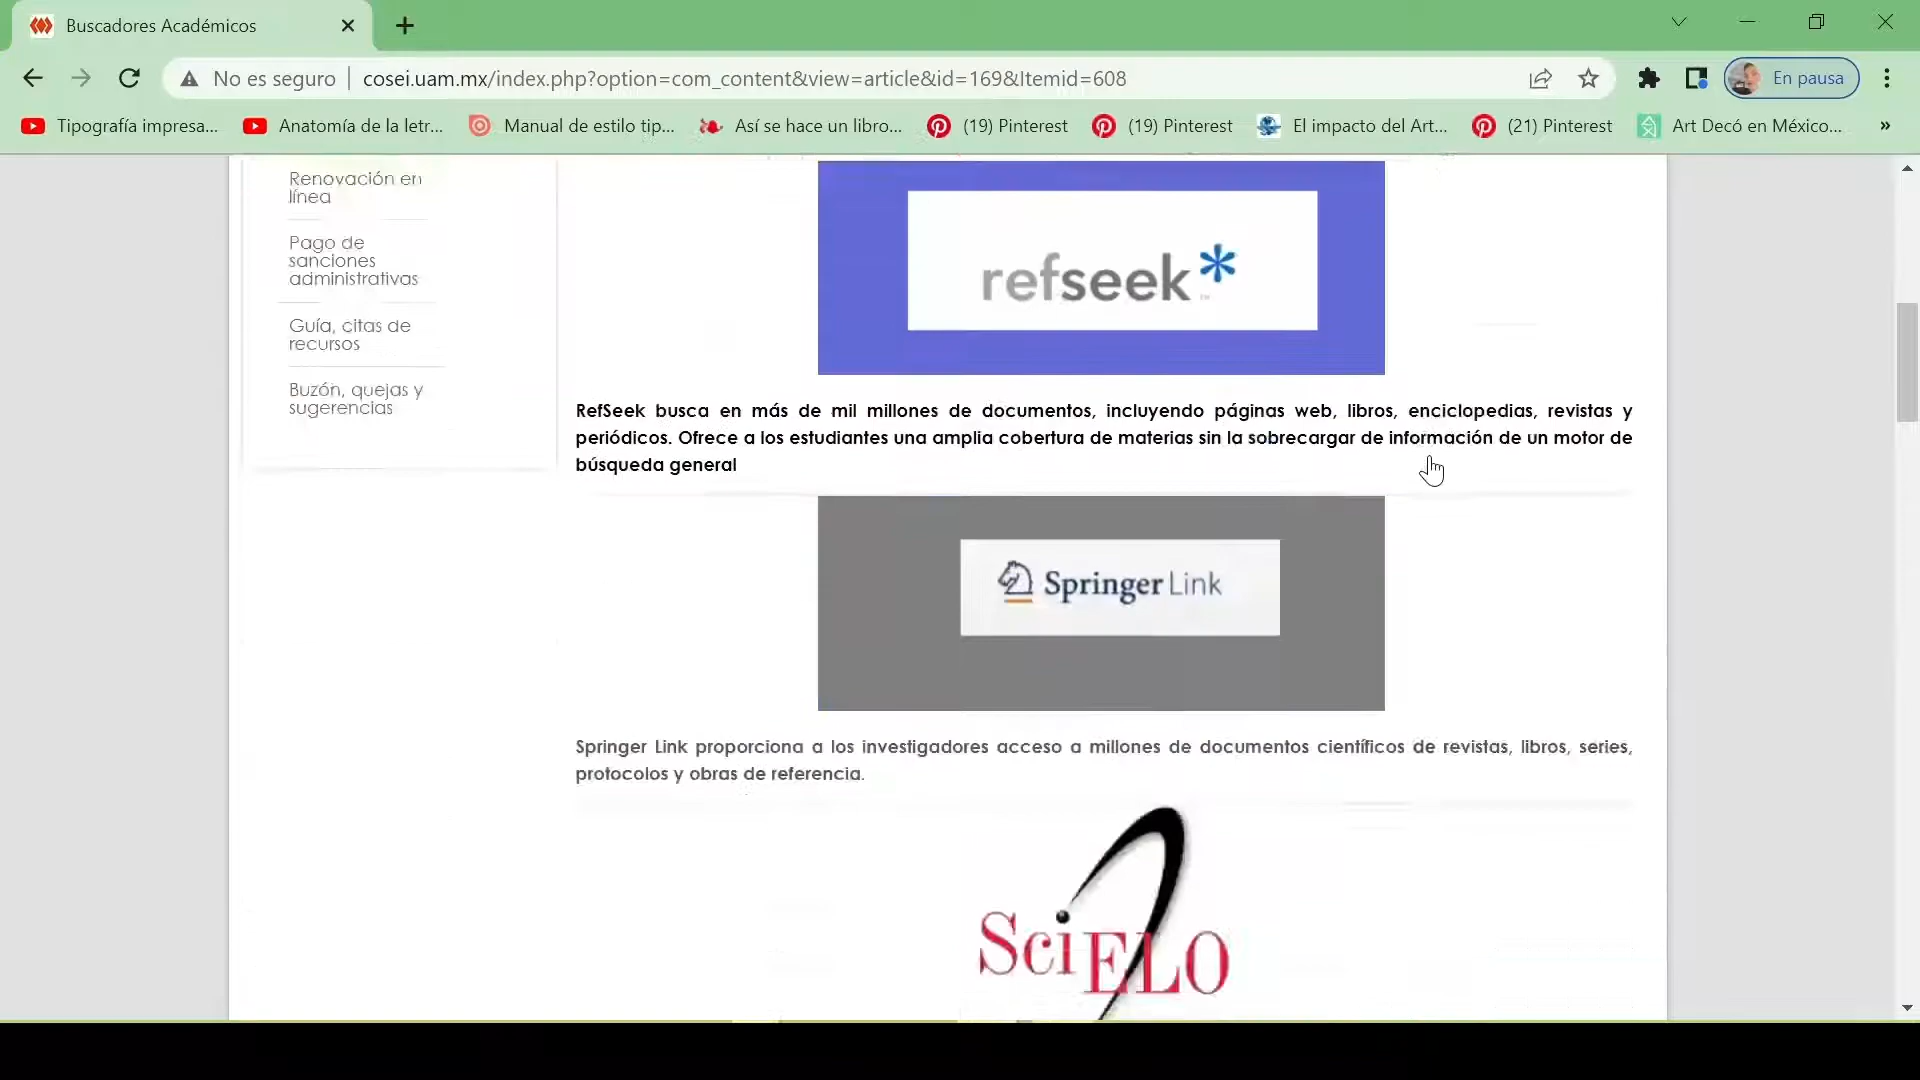 Buscadores Académicos
No es seguro
cosei.uam.mx/index.php?option=com_content&view=article&id=169&Itemid=608
En pausa
Tipografía impresa...
Anatomía de la letr...
Manual de estilo tip...
Así se hace un libro...
(19) Pinterest
(19) Pinterest
El impacto del Art...
(21) Pinterest
Art Decó en México...
»
Renovación en
línea
Pago de
sanciones
administrativas
Guía, citas de
recursos
Buzón, quejas y
sugerencias
refseek*
RefSeek busca en más de mil millones de documentos, incluyendo páginas web, libros, enciclopedias, revistas y
periódicos. Ofrece a los estudiantes una amplia cobertura de materias sin la sobrecargar de información de un motor de
búsqueda general
Springer Link
Springer Link proporciona a los investigadores acceso a millones de documentos científicos de revistas, libros, series,
protocolos y obras de referencia.
SciELO